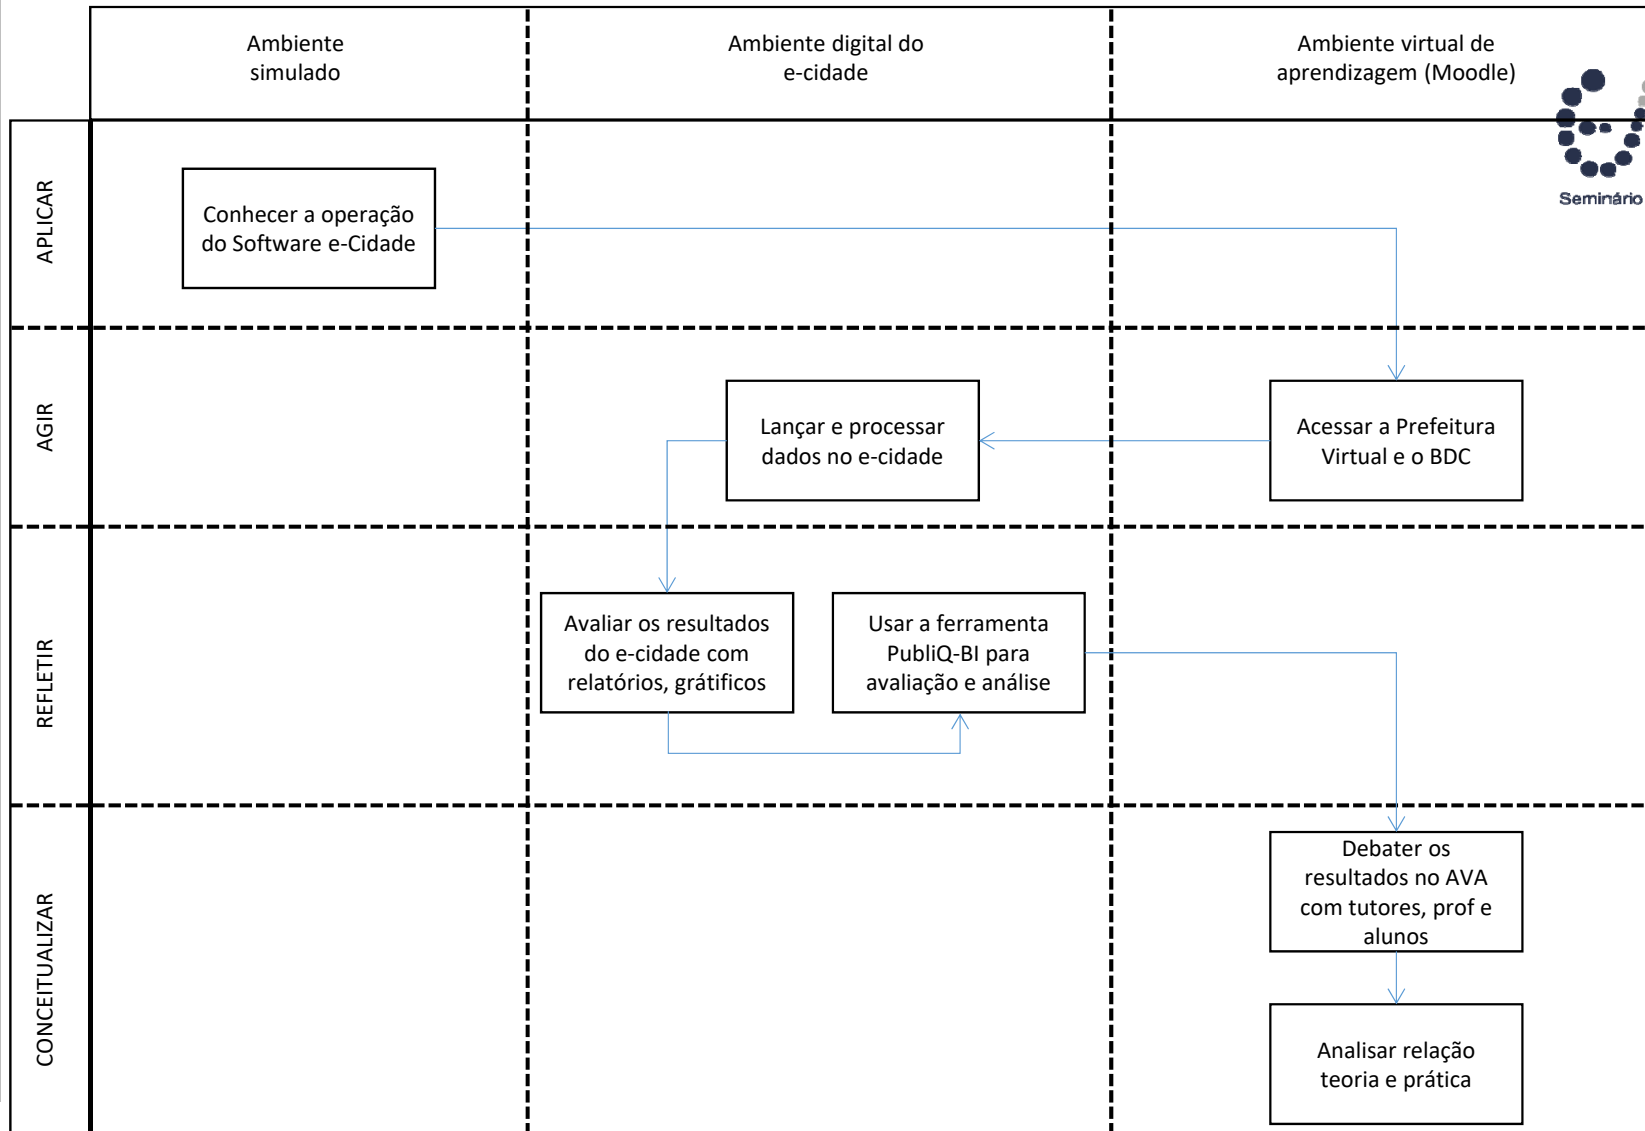 Ambiente
simulado
Ambiente digital do
e-cidade
Ambiente virtual de
aprendizagem (Moodle)
Seminário
APLICAR
Conhecer a operação
do Software e-Cidade
AGIR
Lançar e processar
dados no e-cidade
Acessar a Prefeitura
Virtual e o BDC
REFLETIR
Avaliar os resultados
do e-cidade com
relatórios, grátificos
Usar a ferramenta
PubliQ-BI para
avaliação e análise
CONCEITUALIZAR
Debater os
resultados no AVA
com tutores, prof e
alunos
Analisar relação
teoria e prática